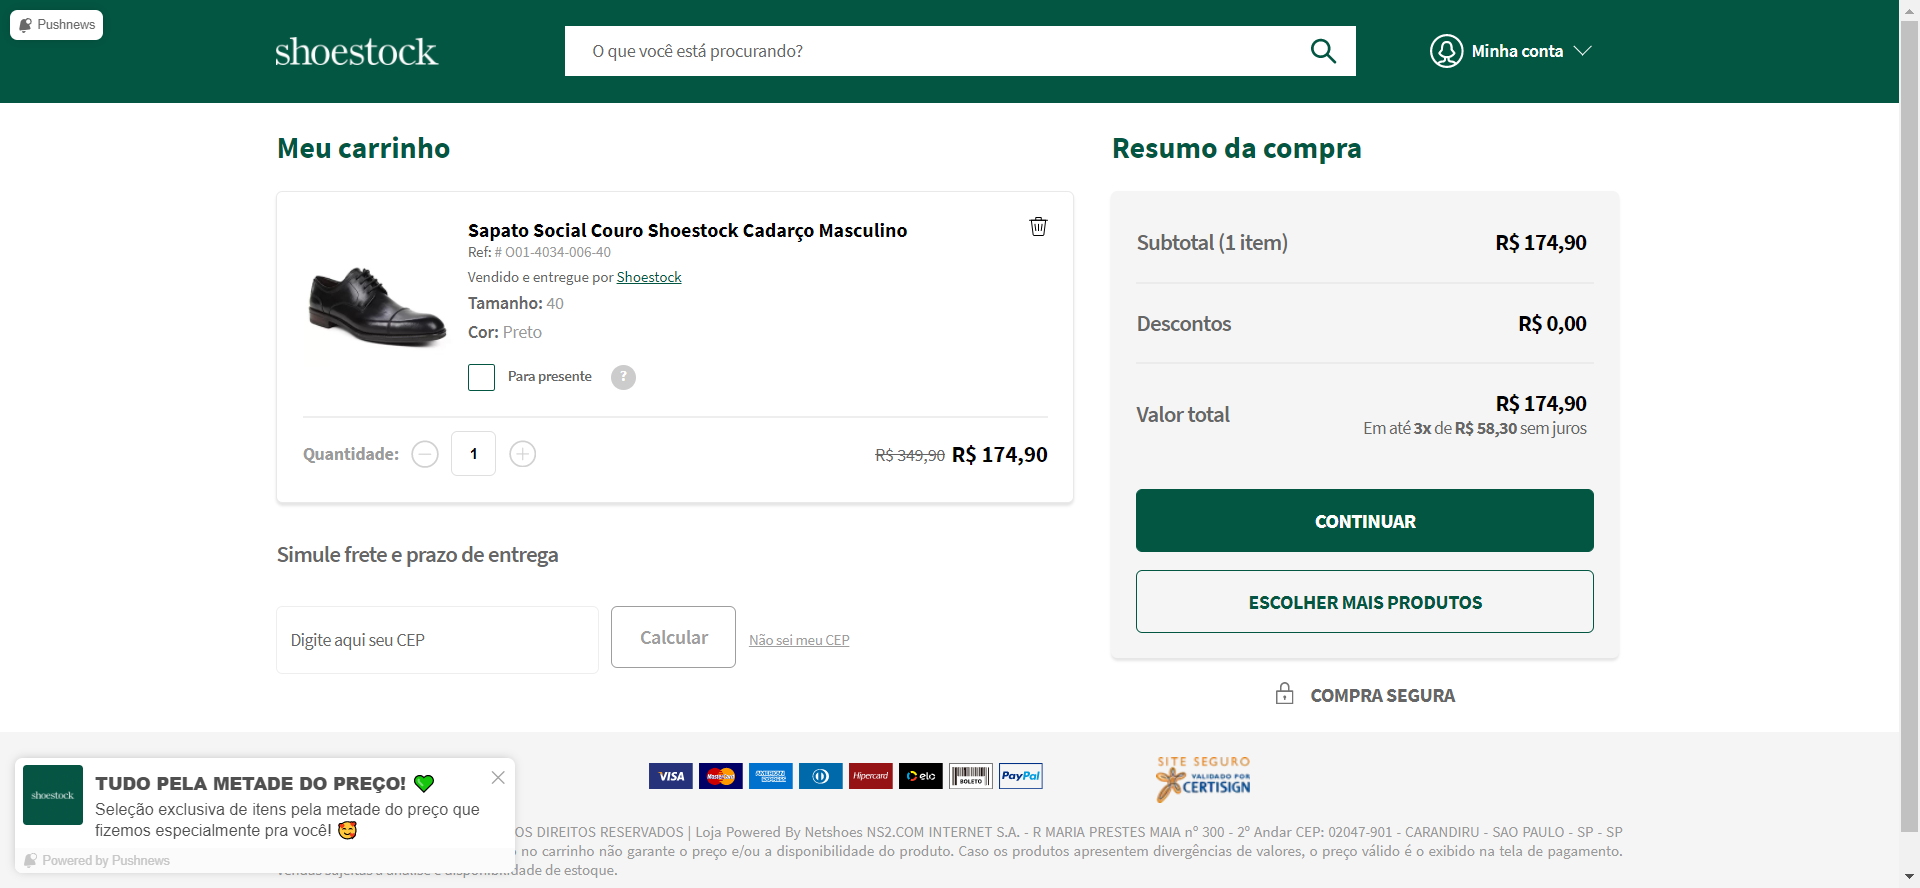 Pushnews
shoestock
O que você está procurando?
Minha conta
Meu carrinho
Sapato Social Couro Shoestock Cadarço Masculino
Ref: # O01-4034-006-40
Vendido e entregue por Shoestock
Tamanho: 40
Cor: Preto
Para presente
?
Quantidade:
1
R$ 349,90 R$ 174,90
Simule frete e prazo de entrega
Digite aqui seu CEP
Calcular
Não sei meu CEP
Resumo da compra
Subtotal (1 item)
R$ 174,90
Descontos
R$ 0,00
Valor total
R$ 174,90
Em até 3x de R$ 58,30 sem juros
CONTINUAR
ESCOLHER MAIS PRODUTOS
COMPRA SEGURA
shoestock
TUDO PELA METADE DO PREÇO!
Seleção exclusiva de itens pela metade do preço que
fizemos especialmente pra você!
Powered by Pushnews
VISA
MasterCard
AMERICAN EXPRESS
Hipercard
elo
BOLETO
PayPal
SITE SEGURO
VALIDADO POR
CERTISIGN
OS DIREITOS RESERVADOS | Loja Powered By Netshoes NS2.COM INTERNET S.A. - R MARIA PRESTES MAIA nº 300 - 2º Andar CEP: 02047-901 - CARANDIRU - SAO PAULO - SP - SP
no carrinho não garante o preço e/ou a disponibilidade do produto. Caso os produtos apresentem divergências de valores, o preço válido é o exibido na tela de pagamento.
dade de estoque.